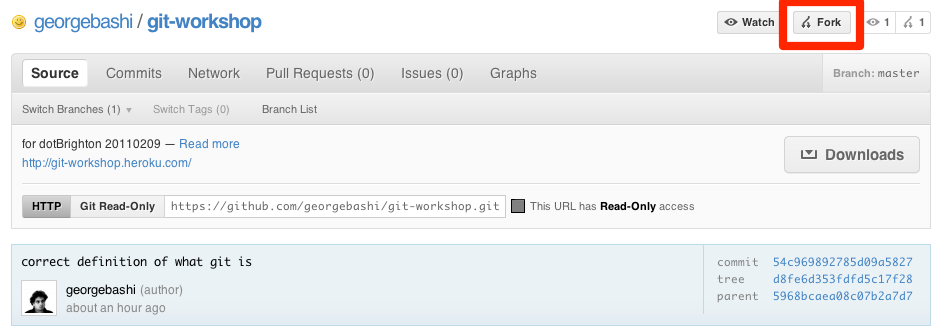 georgebashi / git-workshop
Watch Fork 1 1
Source Commits Network Pull Requests (0) Issues (0) Graphs Branch: master
Switch Branches (1) Switch Tags (0) Branch List
for dotBrighton 20110209 — Read more
http://git-workshop.heroku.com/
Downloads
HTTP Git Read-Only https://github.com/georgebashi/git-workshop.git This URL has Read-Only access
correct definition of what git is
georgebashi (author)
about an hour ago
commit 54c969892785d09a5827
tree d8fe6d353fdfd5c17f28
parent 5968bcaea08c07b2a7d7